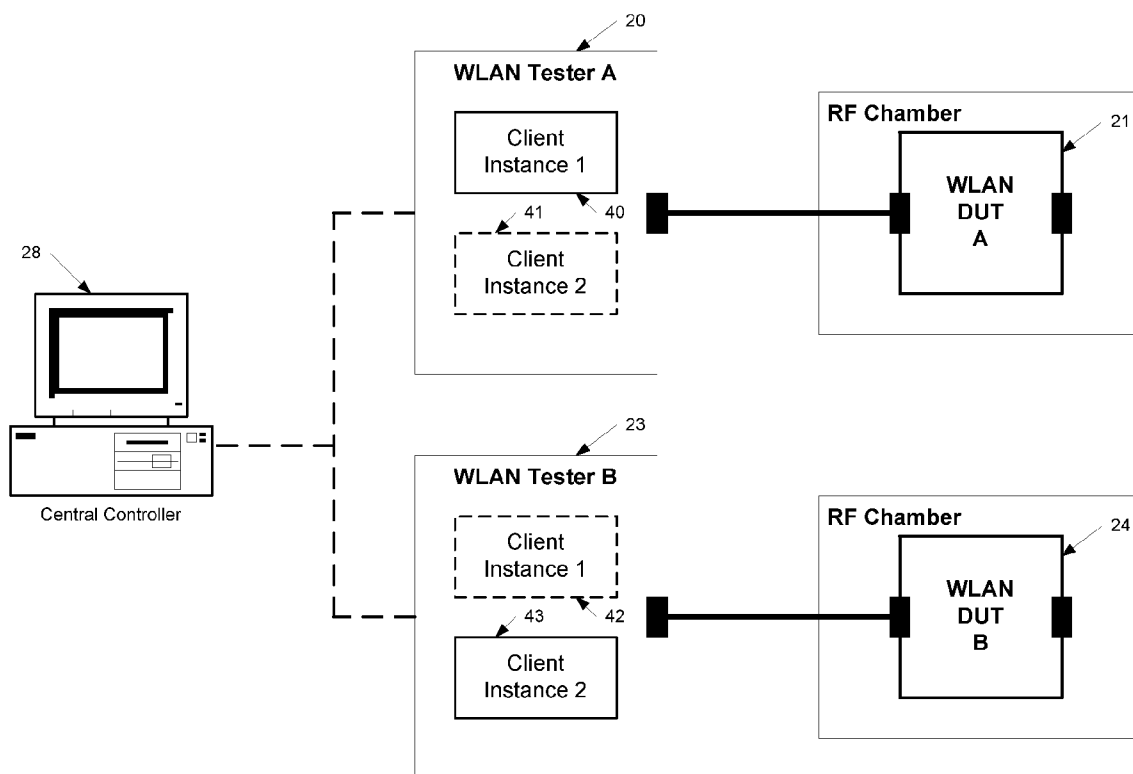 20
WLAN Tester A
Client
Instance 1
41
40
Client
Instance 2
RF Chamber
21
WLAN
DUT
A
28
Central Controller
23
WLAN Tester B
Client
Instance 1
43
42
Client
Instance 2
RF Chamber
24
WLAN
DUT
B